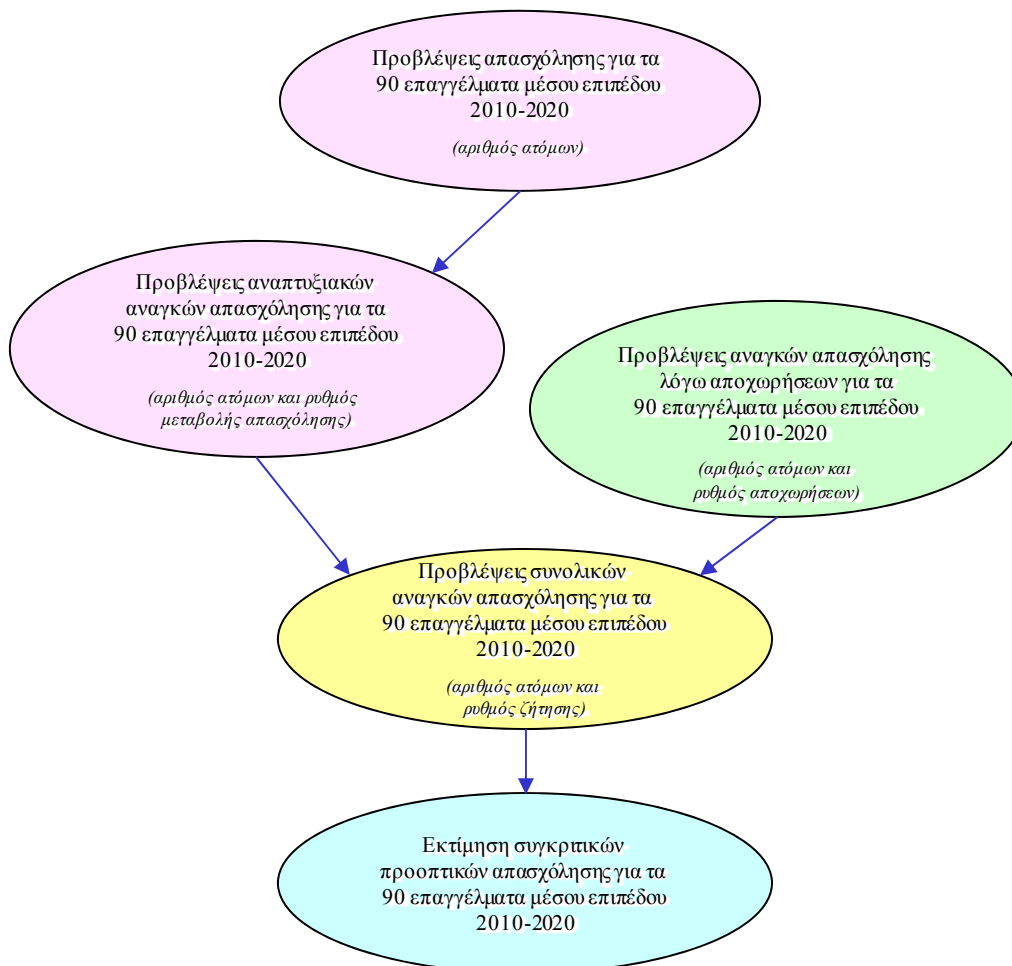 Προβλέψεις απασχόλησης για τα
90 επαγγέλματα μέσου επιπέδου
2010-2020
(αριθμός ατόμων)
Προβλέψεις αναπτυξιακών
αναγκών απασχόλησης για τα
90 επαγγέλματα μέσου επιπέδου
2010-2020
(αριθμός ατόμων και ρυθμός
μεταβολής απασχόλησης)
Προβλέψεις αναγκών απασχόλησης
λόγω αποχωρήσεων για τα
90 επαγγέλματα μέσου επιπέδου
2010-2020
(αριθμός ατόμων και
ρυθμός αποχωρήσεων)
Προβλέψεις συνολικών
αναγκών απασχόλησης για τα
90 επαγγέλματα μέσου επιπέδου
2010-2020
(αριθμός ατόμων και
ρυθμός ζήτησης)
Εκτίμηση συγκριτικών
προοπτικών απασχόλησης για τα
90 επαγγέλματα μέσου επιπέδου
2010-2020